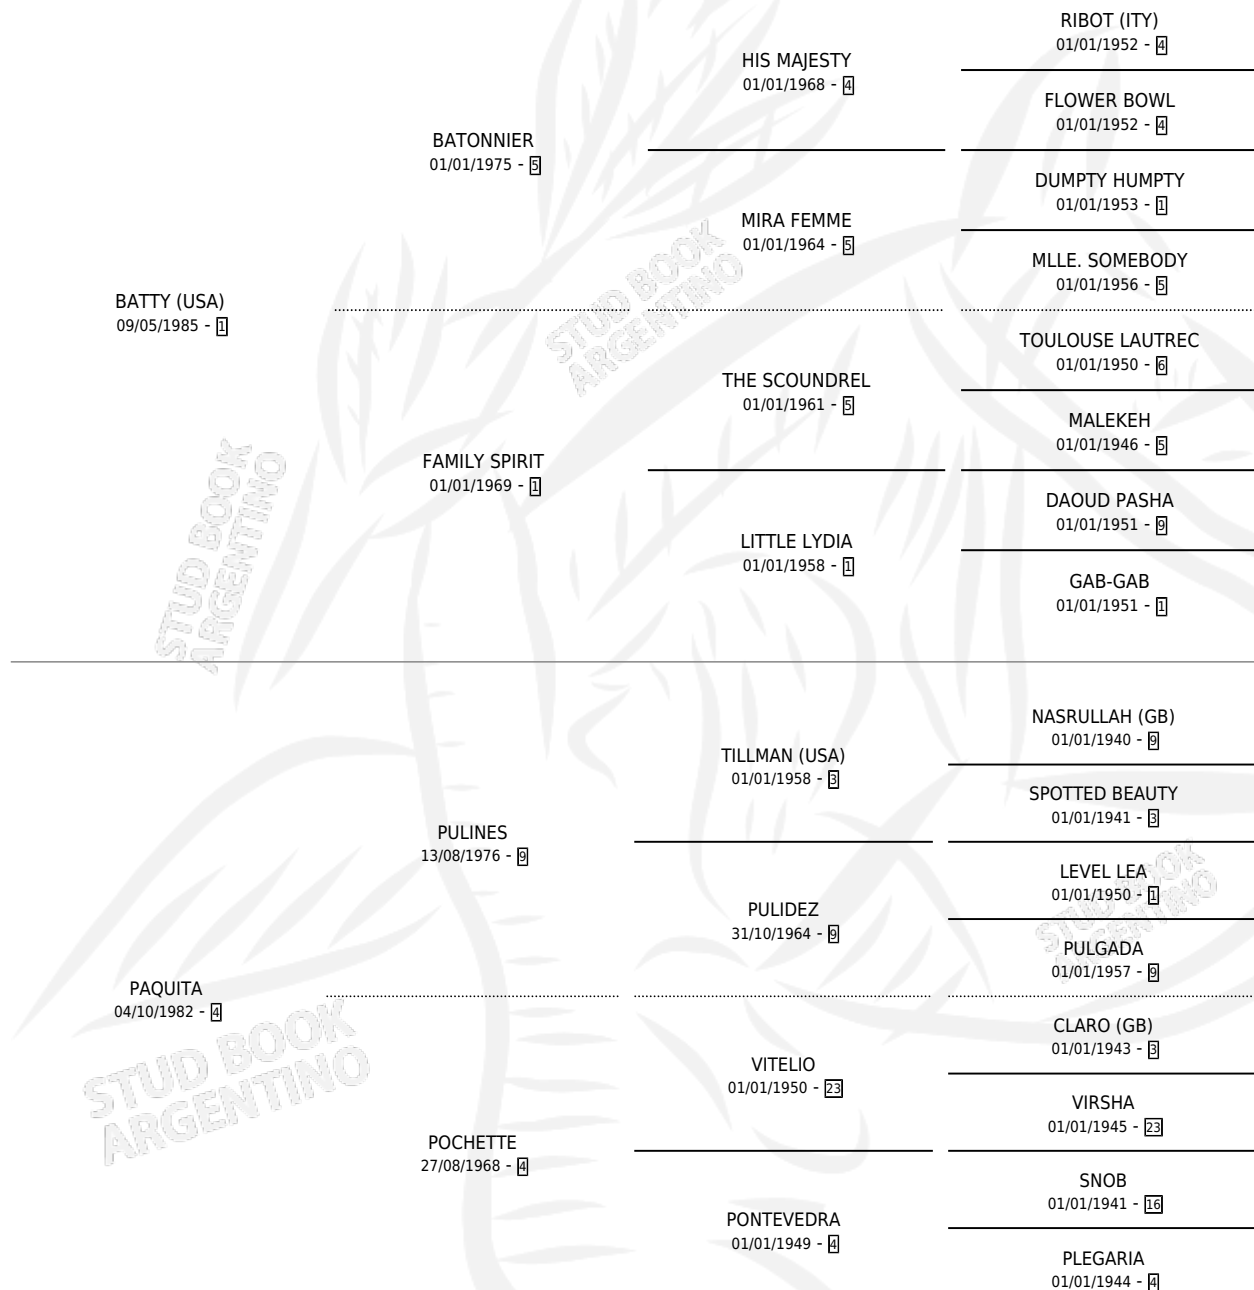 RIBOT (ITY)
01/01/1952 - 4
HIS MAJESTY
01/01/1968 - 4
FLOWER BOWL
01/01/1952 - 4
BATONNIER
01/01/1975 - 5
DUMPTY HUMPTY
01/01/1953 - 1
MIRA FEMME
01/01/1964 - 5
MLLE. SOMEBODY
01/01/1956 - 5
BATTY (USA)
09/05/1985 - 1
STUD BOOK
ARGENTINO
TOULOUSE LAUTREC
01/01/1950 - 6
THE SCOUNDREL
01/01/1961 - 5
MALEKEH
01/01/1946 - 5
FAMILY SPIRIT
01/01/1969 - 1
DAOUD PASHA
01/01/1951 - 9
LITTLE LYDIA
01/01/1958 - 1
GAB-GAB
01/01/1951 - 1
STUD BOOK
ARGENTINO
NASRULLAH (GB)
01/01/1940 - 9
TILLMAN (USA)
01/01/1958 - 3
SPOTTED BEAUTY
01/01/1941 - 3
PULINES
13/08/1976 - 9
LEVEL LEA
01/01/1950 - 1
PULIDEZ
31/10/1964 - 9
STUD BOOK
ARGENTINO
PULGADA
01/01/1957 - 9
PAQUITA
04/10/1982 - 4
CLARO (GB)
01/01/1943 - 3
VITELIO
01/01/1950 - 23
STUD BOOK
ARGENTINO
VIRSHA
01/01/1945 - 23
POCHETTE
27/08/1968 - 4
SNOB
01/01/1941 - 16
PONTEVEDRA
01/01/1949 - 4
PLEGARIA
01/01/1944 - 4